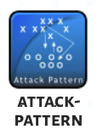 X X X X
X X X
Attack Pattern
ATTACK-
PATTERN